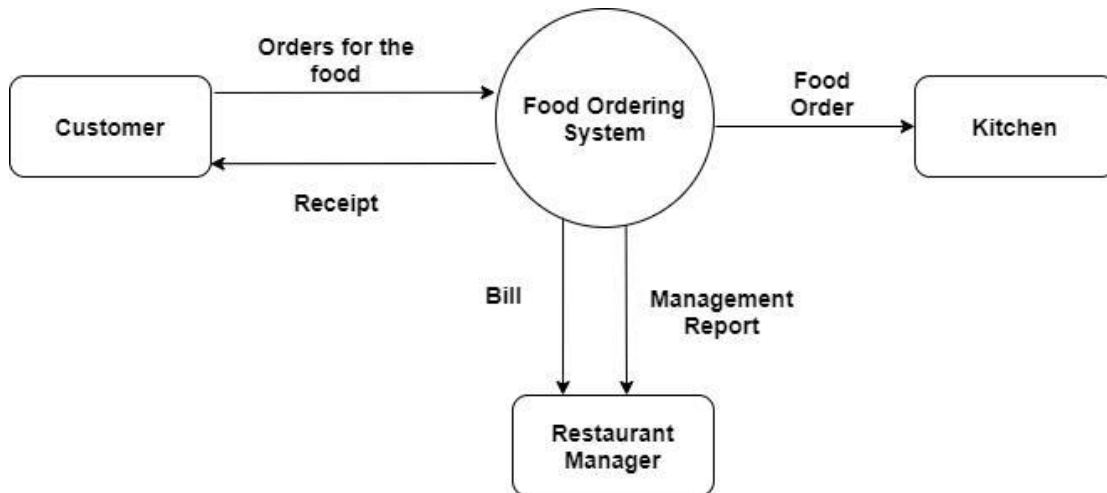 Orders for the
food
Customer
Food Ordering
System
Food
Order
Kitchen
Receipt
Bill
Management
Report
Restaurant
Manager